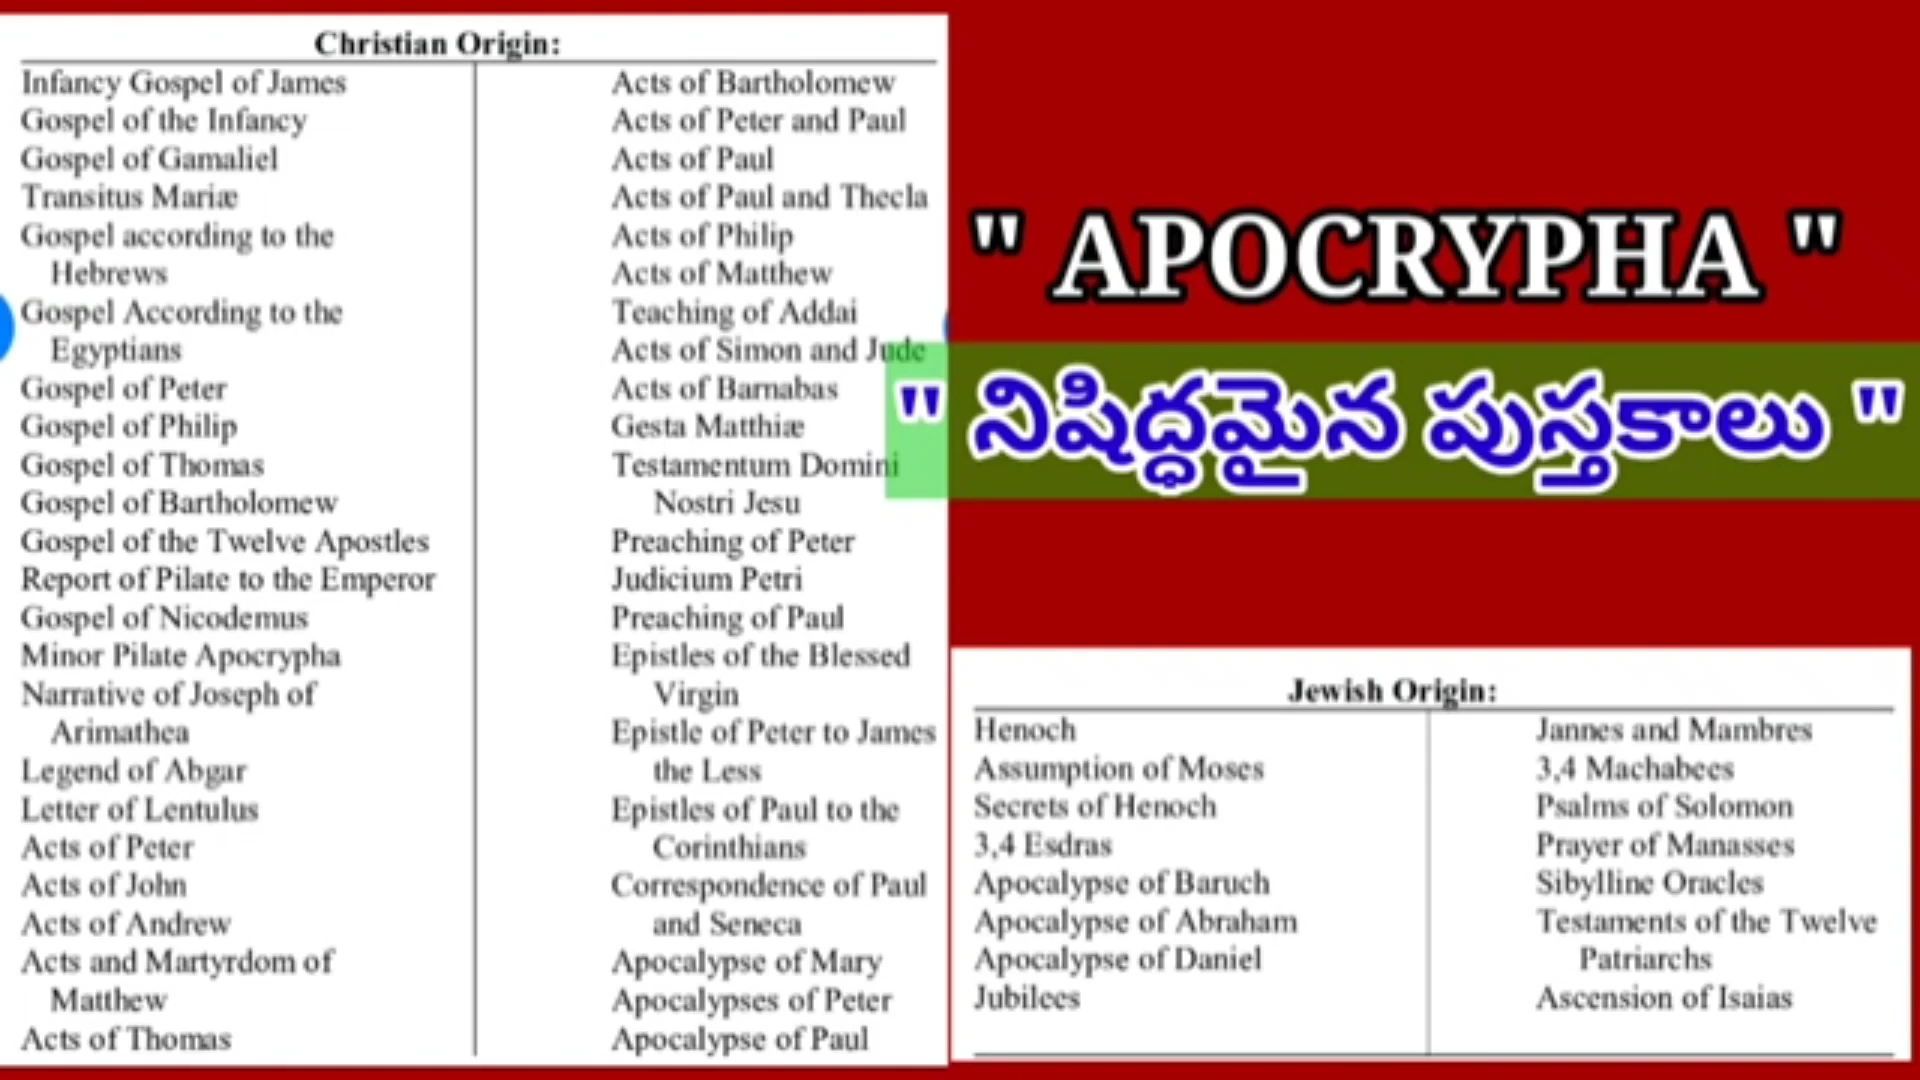 Christian Origin:
Infancy Gospel of James
Gospel of the Infancy
Gospel of Gamaliel
Transitus Mariæ
Gospel according to the
Hebrews
Gospel According to the
Egyptians
Gospel of Peter
Gospel of Philip
Gospel of Thomas
Gospel of Bartholomew
Gospel of the Twelve Apostles
Report of Pilate to the Emperor
Gospel of Nicodemus
Minor Pilate Apocrypha
Narrative of Joseph of
Arimathea
Legend of Abgar
Letter of Lentulus
Acts of Peter
Acts of John
Acts of Andrew
Acts and Martyrdom of
Matthew
Acts of Thomas
Acts of Bartholomew
Acts of Peter and Paul
Acts of Paul
Acts of Paul and Thecla
Acts of Philip
Acts of Matthew
Teaching of Addai
Acts of Simon and Jude
Acts of Barnabas
Gesta Matthiæ
Testamentum Domini
Nostri Jesu
Preaching of Peter
Judicium Petri
Preaching of Paul
Epistles of the Blessed
Virgin
Epistle of Peter to James
the Less
Epistles of Paul to the
Corinthians
Correspondence of Paul
and Seneca
Apocalypse of Mary
Apocalypses of Peter
Apocalypse of Paul
" APOCRYPHA "
" నిషిద్ధమైన పుస్తకాలు "
Jewish Origin:
Henoch
Assumption of Moses
Secrets of Henoch
3,4 Esdras
Apocalypse of Baruch
Apocalypse of Abraham
Apocalypse of Daniel
Jubilees
Jannes and Mambres
3,4 Machabees
Psalms of Solomon
Prayer of Manasses
Sibylline Oracles
Testaments of the Twelve
Patriarchs
Ascension of Isaias